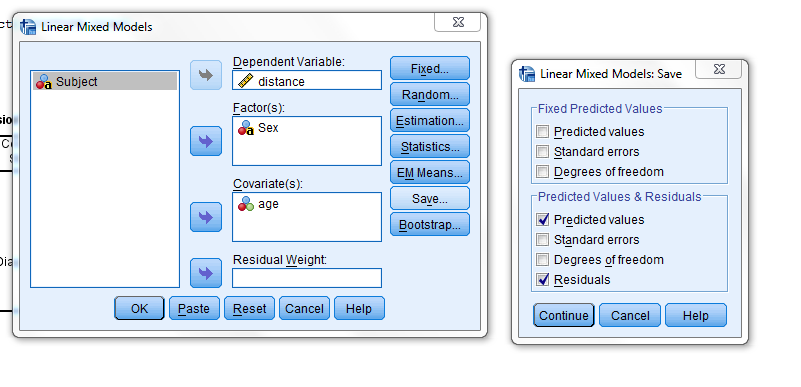 Linear Mixed Models
Subject
Dependent Variable:
distance
Factor(s):
Sex
Covariate(s):
age
Residual Weight:
Fixed...
Random...
Estimation...
Statistics...
EM Means...
Save...
Bootstrap...
OK
Paste
Reset
Cancel
Help
Linear Mixed Models: Save
Fixed Predicted Values
Predicted values
Standard errors
Degrees of freedom
Predicted Values & Residuals
Predicted values
Standard errors
Degrees of freedom
Residuals
Continue
Cancel
Help